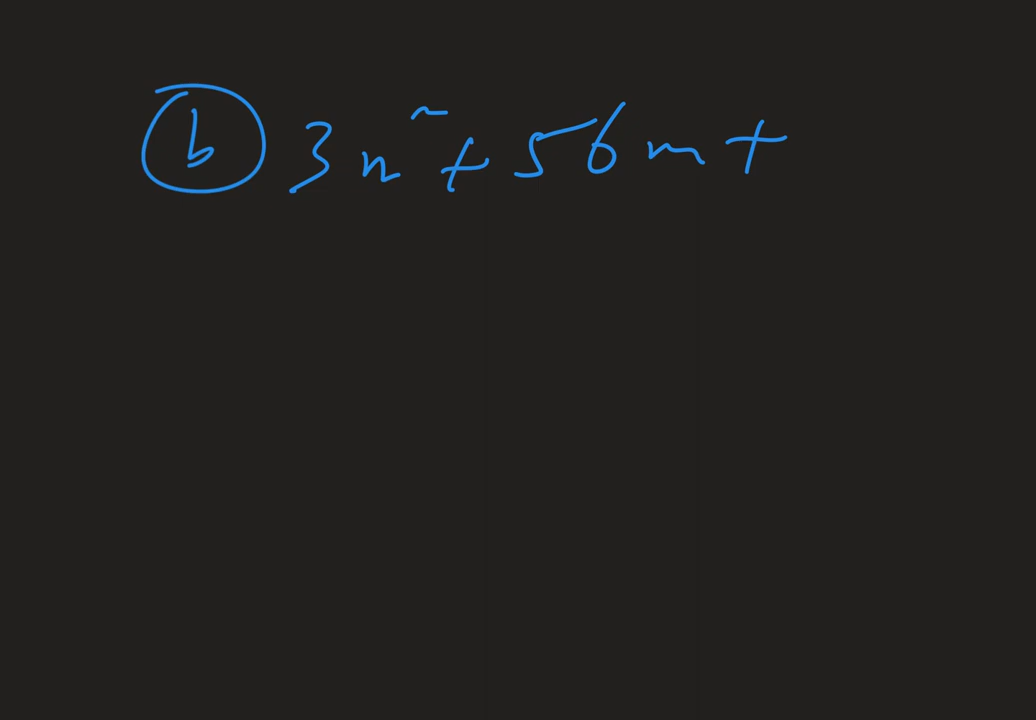 ⓑ 3n² + 56m +